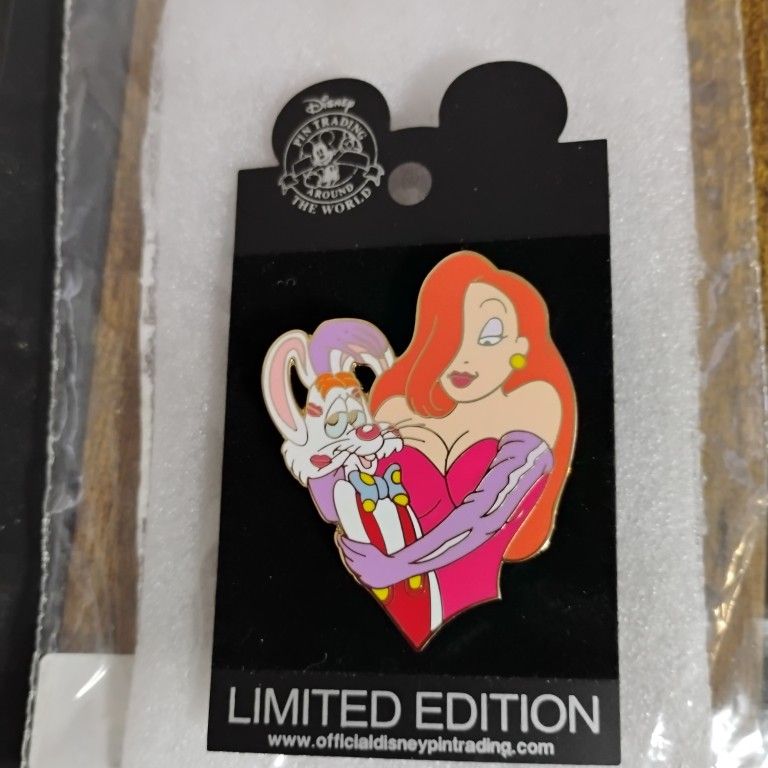 Disney
PIN TRADING
AROUND
THE WORLD
LIMITED EDITION
www.officialdisneypintrading.com